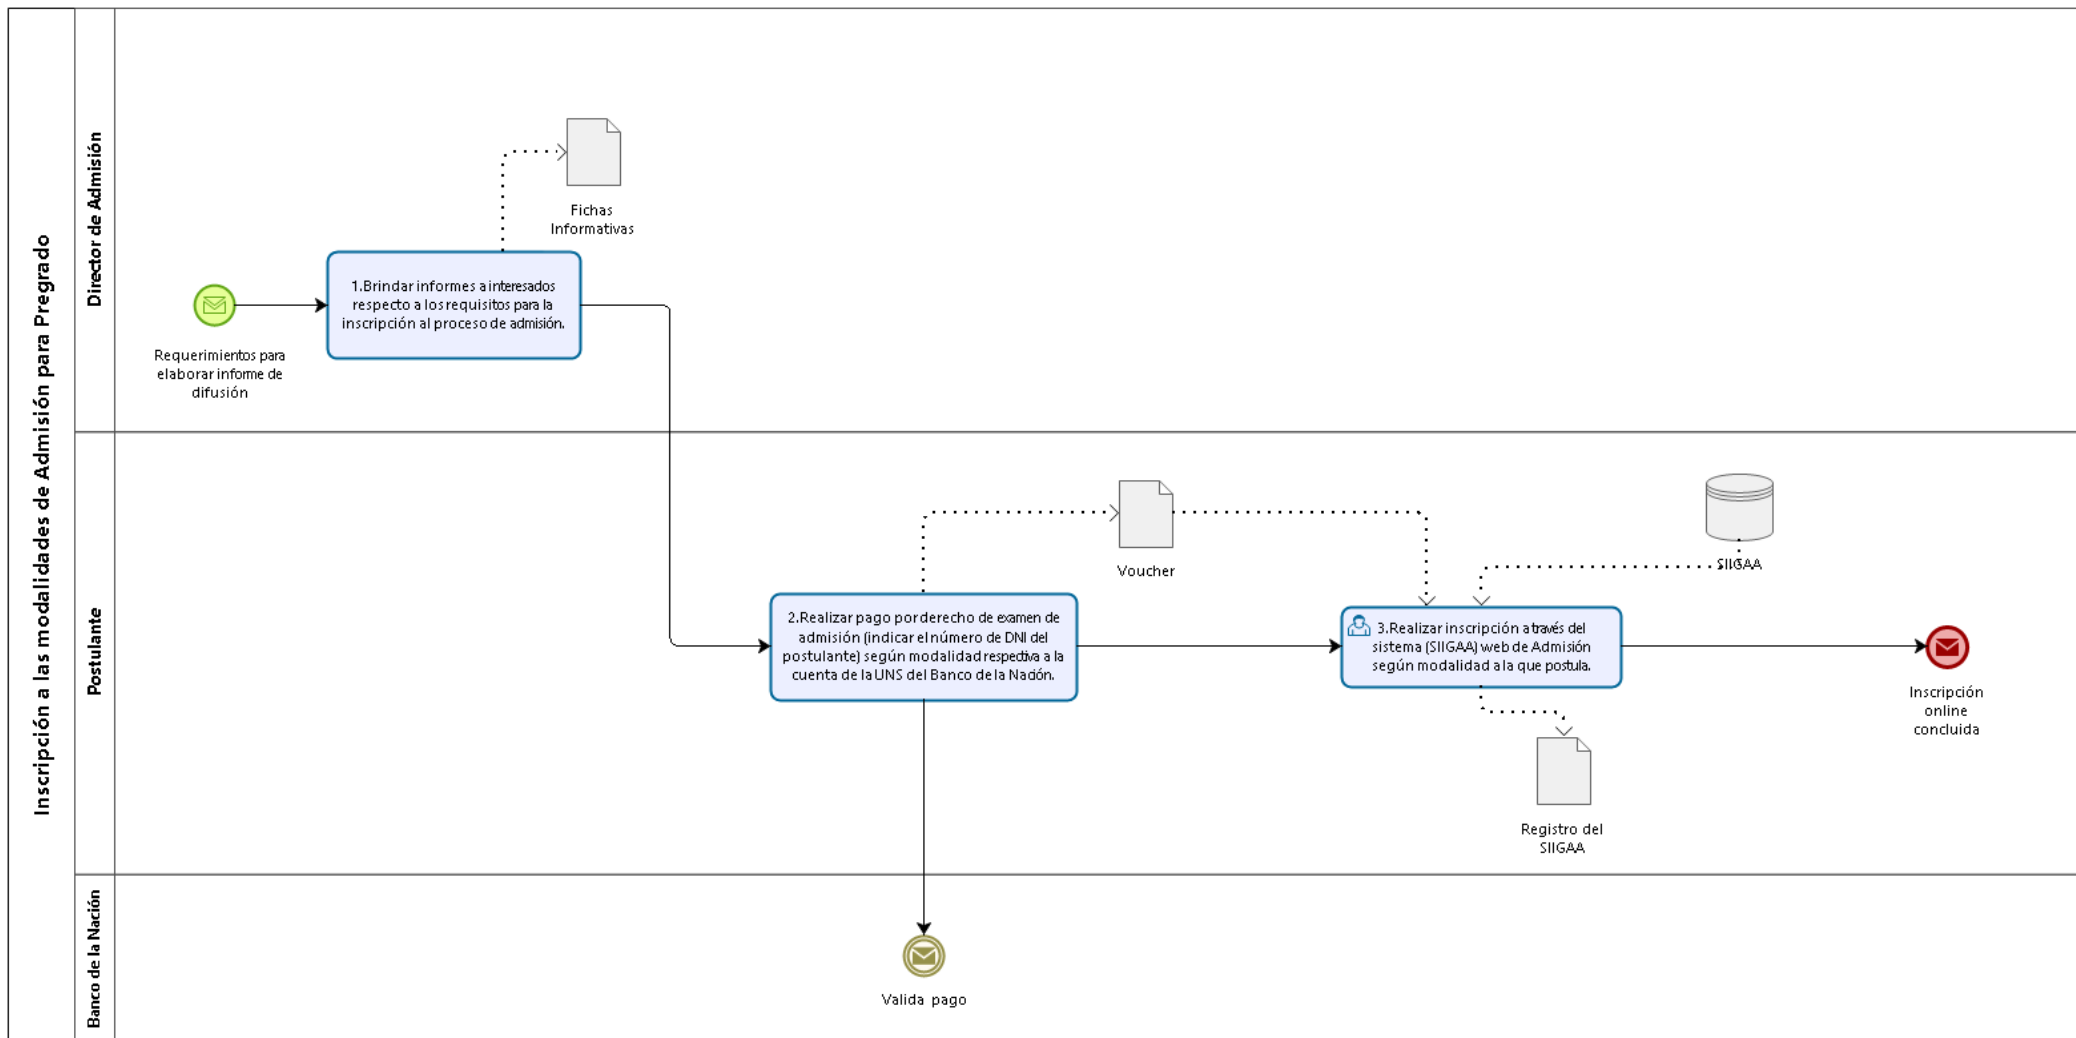 Inscripción a las modalidades de Admisión para Pregrado
Director de Admisión
Fichas
Informativas
1.Brindar informes a interesados
respecto a los requisitos para la
inscripción al proceso de admisión.
Requerimientos para
elaborar informe de
difusión
Postulante
Voucher
SIIGAA
2.Realizar pago por derecho de examen de
admisión (indicar el número de DNI del
postulante) según modalidad respectiva a la
cuenta de la UNS del Banco de la Nación.
3.Realizar inscripción a través del
sistema (SIIGAA) web de Admisión
según modalidad a la que postula.
Inscripción
online
concluida
Registro del
SIIGAA
Banco de la Nación
Valida pago